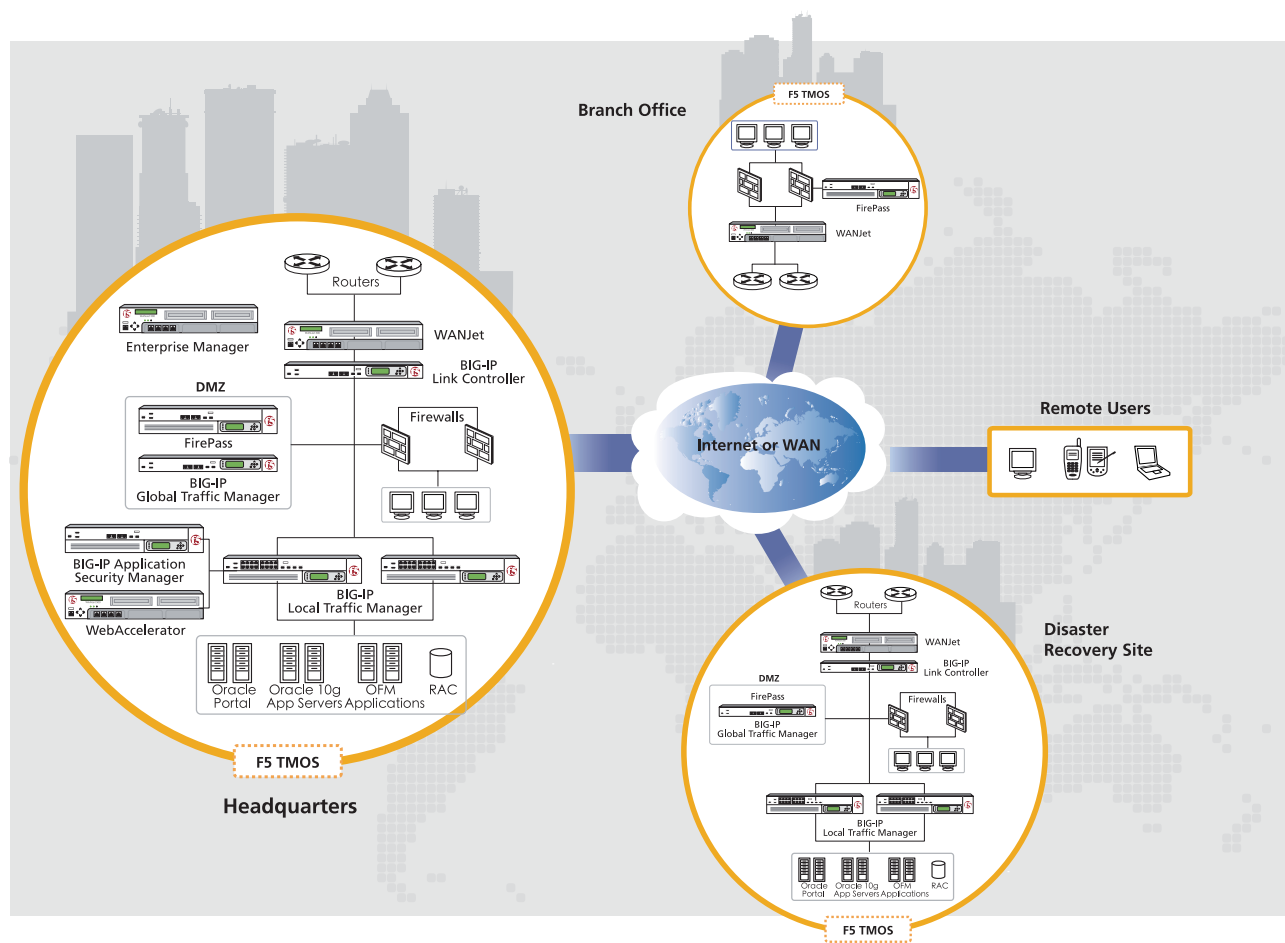 F5 TMOS
Branch Office
FirePass
WANJet
Routers
Enterprise Manager
WANJet
BIG-IP
Link Controller
DMZ
FirePass
BIG-IP
Global Traffic Manager
Firewalls
BIG-IP Application
Security Manager
WebAccelerator
BIG-IP
Local Traffic Manager
Oracle
Portal
Oracle 10g
App Servers
OFM
Applications
RAC
F5 TMOS
Headquarters
Internet or WAN
Remote Users
Disaster
Recovery Site
Routers
WANJet
BIG-IP
Link Controller
DMZ
FirePass
BIG-IP
Global Traffic Manager
Firewalls
BIG-IP
Local Traffic Manager
Oracle
Portal
Oracle 10g
App Servers
OFM
Applications
RAC
F5 TMOS